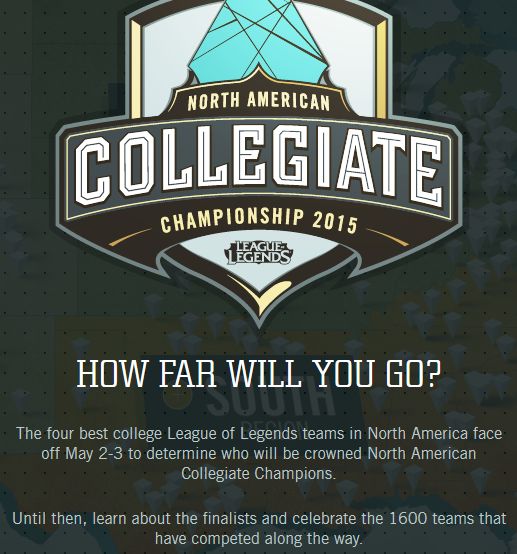 NORTH AMERICAN
COLLEGIATE
CHAMPIONSHIP 2015
LEAGUE OF
LEGENDS
HOW FAR WILL YOU GO?
SOUTH
REGION
The four best college League of Legends teams in North America face
off May 2-3 to determine who will be crowned North American
Collegiate Champions.
Until then, learn about the finalists and celebrate the 1600 teams that
have competed along the way.